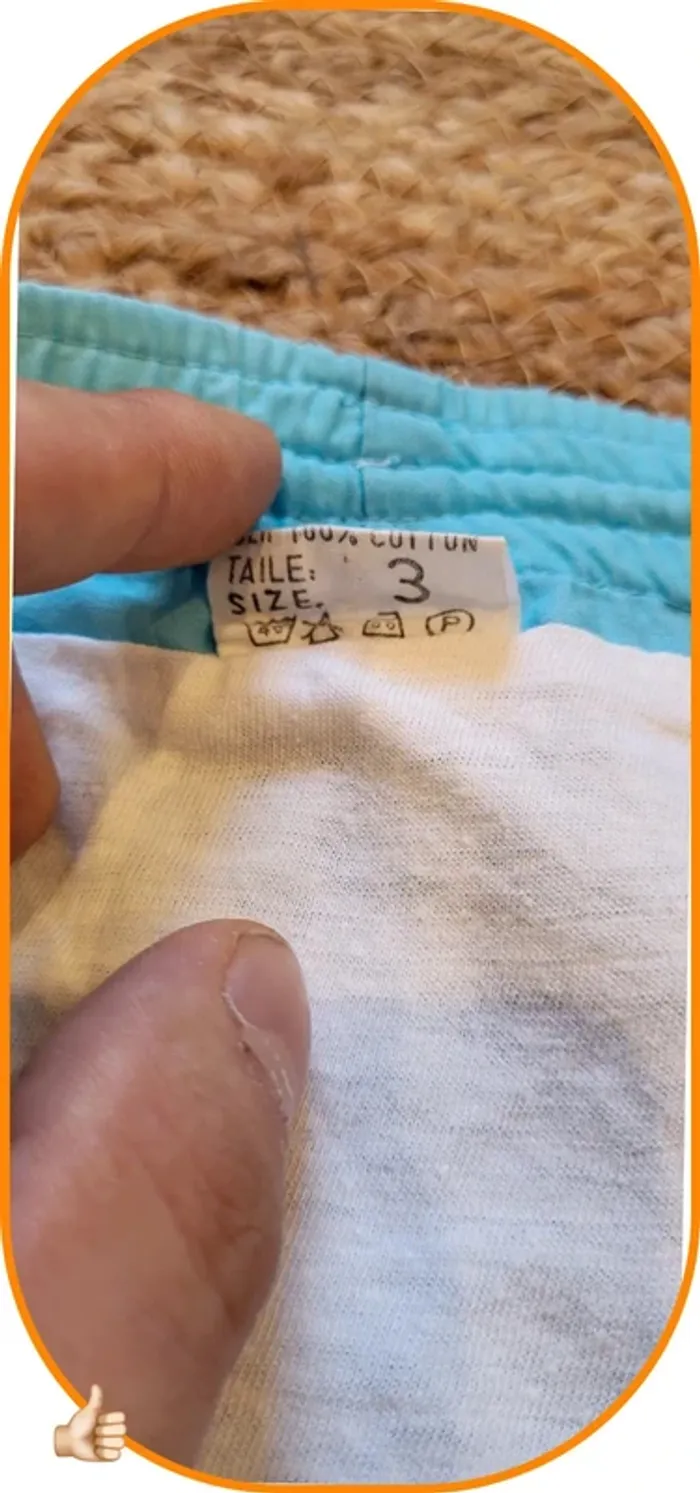 100% COTTON
TAILE: 3
SIZE.
P